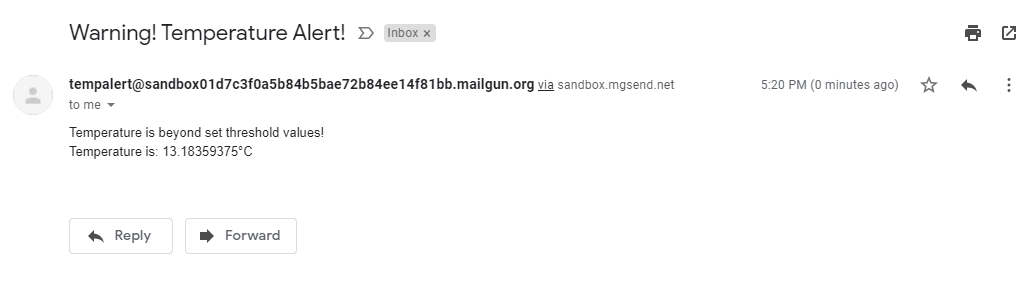 Warning! Temperature Alert!
Inbox ×
tempalert@sandbox01d7c3f0a5b84b5bae72b84ee14f81bb.mailgun.org via sandbox.mgsend.net
5:20 PM (0 minutes ago)
to me
Temperature is beyond set threshold values!
Temperature is: 13.18359375°C
Reply
Forward